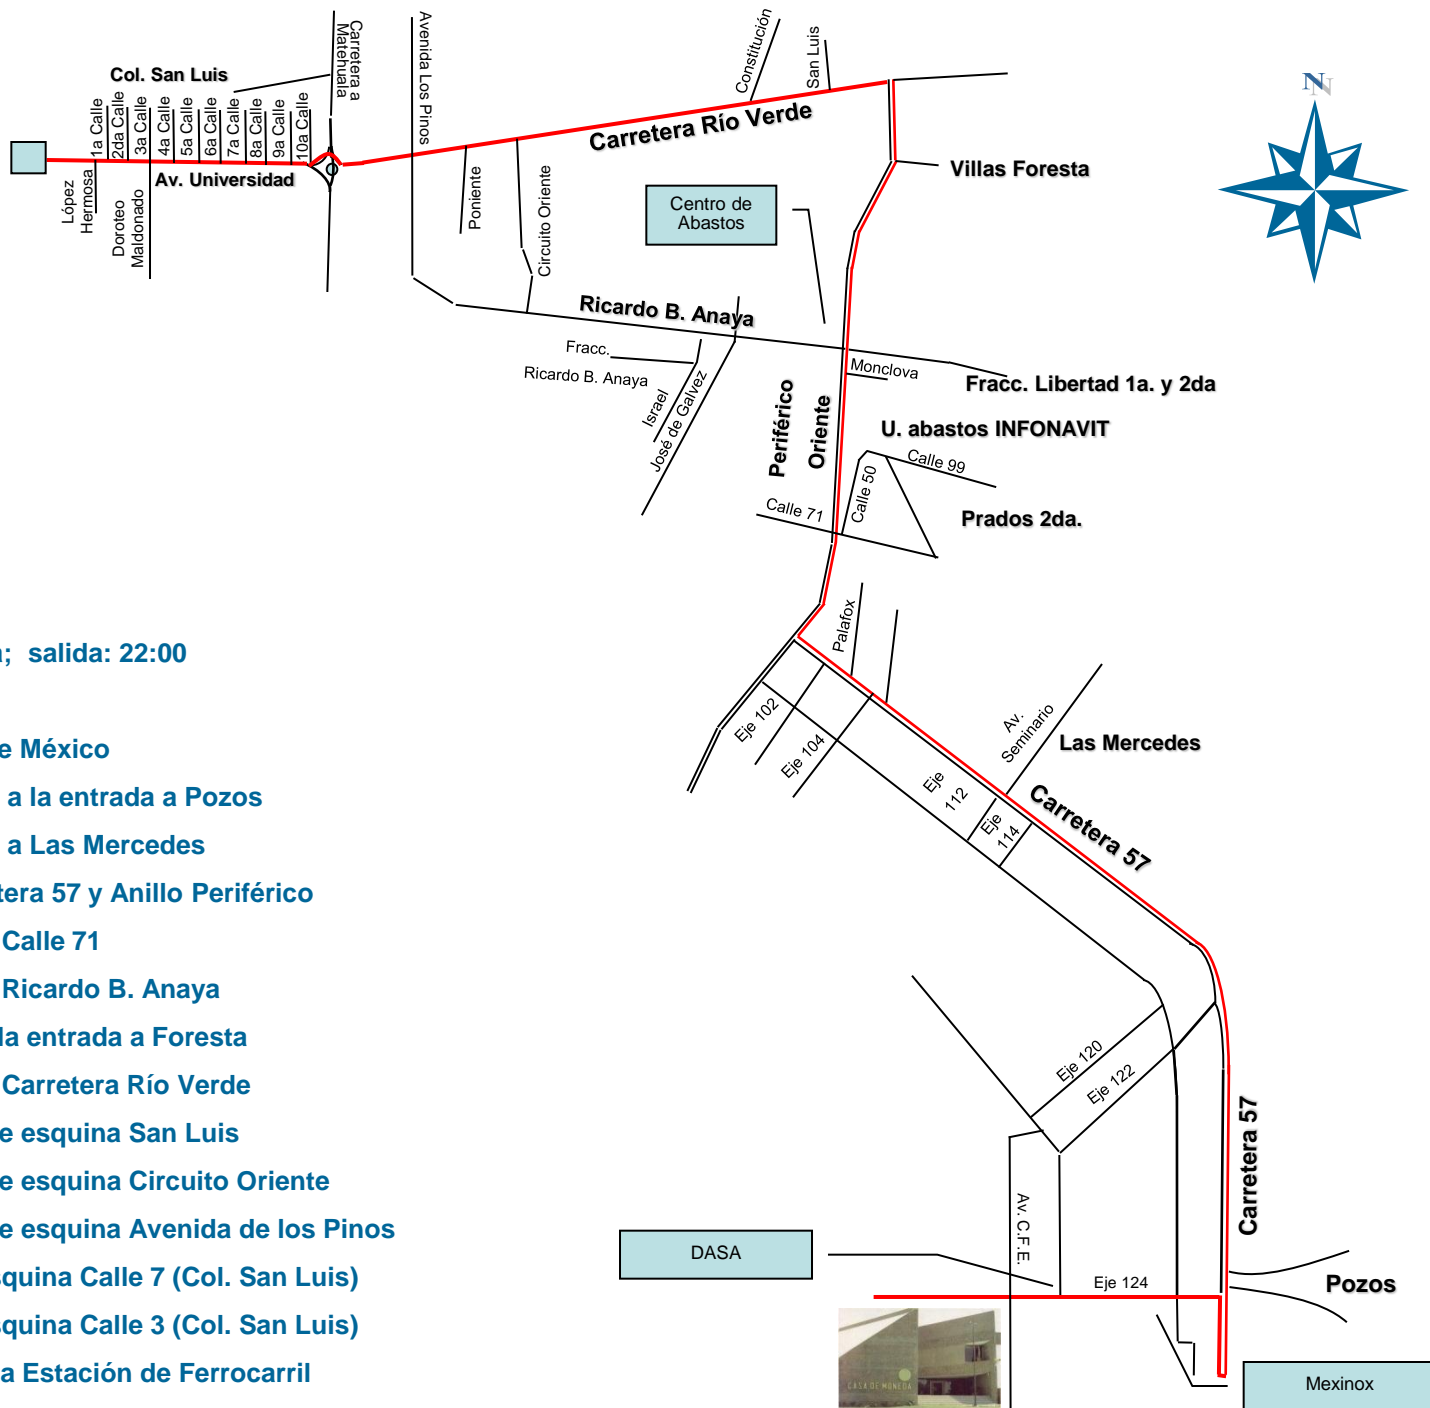 Carretera a
Matehuala
Avenida Los Pinos
Constitución
San Luis
Col. San Luis
1a Calle
2da Calle
3a Calle
4a Calle
5a Calle
6a Calle
7a Calle
8a Calle
9a Calle
10a Calle
Carretera Río Verde
N
Av. Universidad
López
Hermosa
Doroteo
Maldonado
Poniente
Circuito Oriente
Centro de
Abastos
Villas Foresta
Ricardo B. Anaya
Fracc.
Ricardo B. Anaya
Israel
José de Galvez
Monclova
Fracc. Libertad 1a. y 2da
Periférico
Oriente
U. abastos INFONAVIT
Calle 99
Calle 50
Calle 71
Prados 2da.
Palafox
a; salida: 22:00
e México
a la entrada a Pozos
a Las Mercedes
tera 57 y Anillo Periférico
Calle 71
Ricardo B. Anaya
la entrada a Foresta
Carretera Río Verde
e esquina San Luis
e esquina Circuito Oriente
e esquina Avenida de los Pinos
squina Calle 7 (Col. San Luis)
squina Calle 3 (Col. San Luis)
a Estación de Ferrocarril
Eje 102
Eje 104
Av.
Seminario
Las Mercedes
Eje
112
Eje
114
Carretera 57
Eje 120
Eje 122
Carretera 57
Av. C.F.E.
DASA
Eje 124
Pozos
CASA DE MONEDA
Mexinox